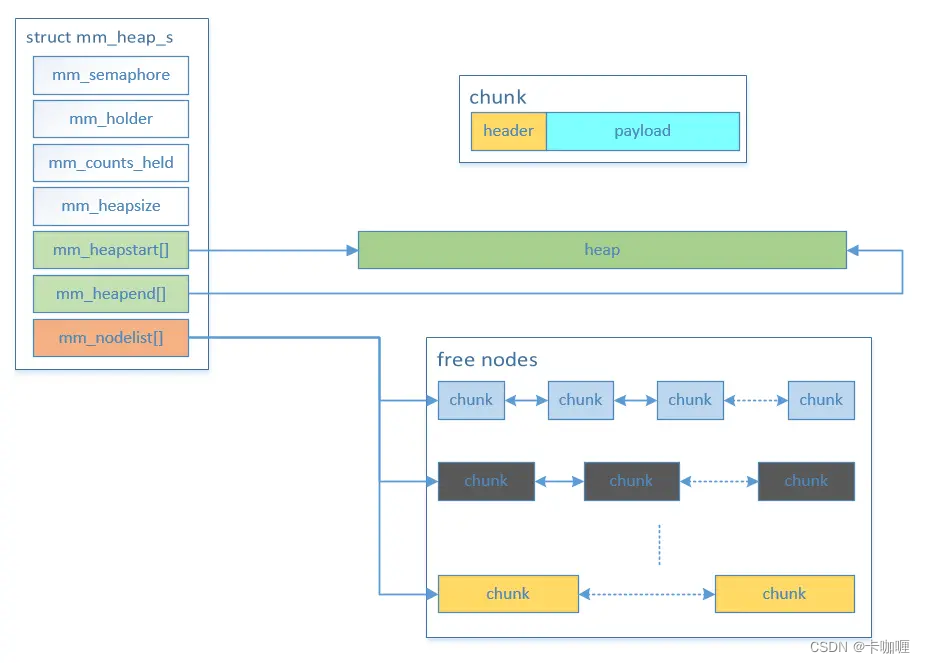 struct mm_heap_s
mm_semaphore
mm_holder
mm_counts_held
mm_heapsize
mm_heapstart[]
mm_heapend[]
mm_nodelist[]
chunk
header payload
heap
free nodes
chunk chunk chunk chunk
chunk chunk chunk
chunk chunk
CSDN @卡咖喱